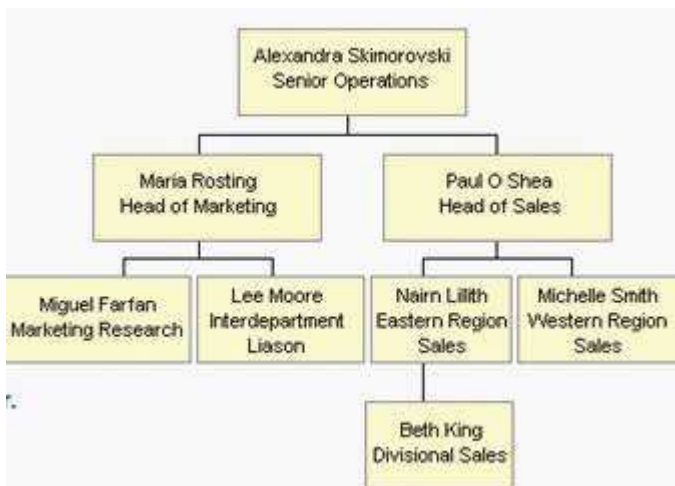 Alexandra Skimorovski
Senior Operations
Maria Rosting
Head of Marketing
Paul O Shea
Head of Sales
Miguel Farfan
Marketing Research
Lee Moore
Interdepartment
Liason
Nairn Lillith
Eastern Region
Sales
Michelle Smith
Western Region
Sales
r.
Beth King
Divisional Sales